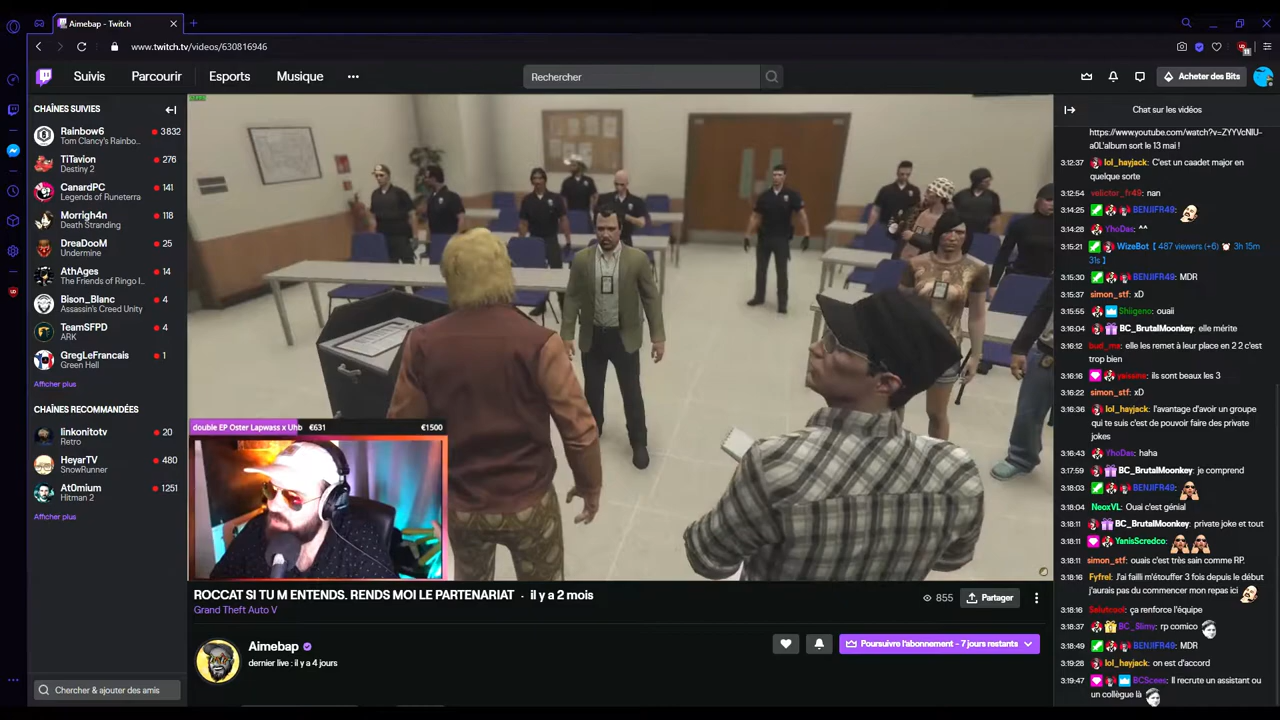 Aimebap - Twitch
www.twitch.tv/videos/630816946
Suivis
Parcourir
Esports
Musique
Rechercher
Acheter des Bits
CHAÎNES SUIVIES
Rainbow6
3832
Tom Clancy's Rainbo...
TiTavion
276
Destiny 2
CanardPC
141
Legends of Runeterra
Morrigh4n
118
Death Stranding
DreaDooM
25
Undermine
AthAges
14
The Friends of Ringo I...
Bison_Blanc
4
Assassin's Creed Unity
TeamSFPD
4
ARK
GregLeFrancais
1
Green Hell
Afficher plus
CHAÎNES RECOMMANDÉES
linkonitotv
20
Retro
HeyarTV
480
SnowRunner
At0mium
1251
Hitman 2
Afficher plus
Chercher & ajouter des amis
double EP Oster Lapwass x Uhb
€631
€1500
ROCCAT SI TU M ENTENDS. RENDS MOI LE PARTENARIAT - il y a 2 mois
Grand Theft Auto V
855
Partager
Aimebap
dernier live : il y a 4 jours
Poursuivre l'abonnement - 7 jours restants
Chat sur les vidéos
https://www.youtube.com/watch?v=ZYYVcNIU-
a0L'album sort le 13 mai !
3:12:37 lol_hayjack: C'est un caadet major en
quelque sorte
3:12:54 velictor_fr49: nan
3:14:25 BENJIFR49:
3:14:28 YhoDas: ^^
3:15:21 WizeBot [ 487 viewers (+6) 3h 15m
31s ]
3:15:30 BENJIFR49: MDR
3:15:37 simon_stf: xD
3:15:55 Shiigeno: ouaii
3:16:04 BC_BrutalMoonkey: elle mérite
3:16:12 elle les remet à leur place en 2 2 c'est
trop bien
3:16:16 ils sont beaux les 3
3:16:22 simon_stf: xD
3:16:36 lol_hayjack: l'avantage d'avoir un groupe
qui te suis c'est de pouvoir faire des private
jokes
3:16:43 YhoDas: haha
3:17:59 BC_BrutalMoonkey: je comprend
3:18:03 BENJIFR49:
3:18:04 NeoxVL: Ouai c'est génial
3:18:11 BC_BrutalMoonkey: private joke et tout
3:18:11 YanisScredco:
3:18:11 simon_stf: ouais c'est très sain comme RP.
3:18:16 Fyfrel: J'ai failli m'étouffer 3 fois depuis le début
j'aurais pas du commencer mon repas ici
3:18:16 ça renforce l'équipe
3:18:37 BC_Slimy: rp comico
3:18:49 BENJIFR49: MDR
3:19:28 lol_hayjack: on est d'accord
3:19:47 BCScees: Il recrute un assistant ou
un collègue là